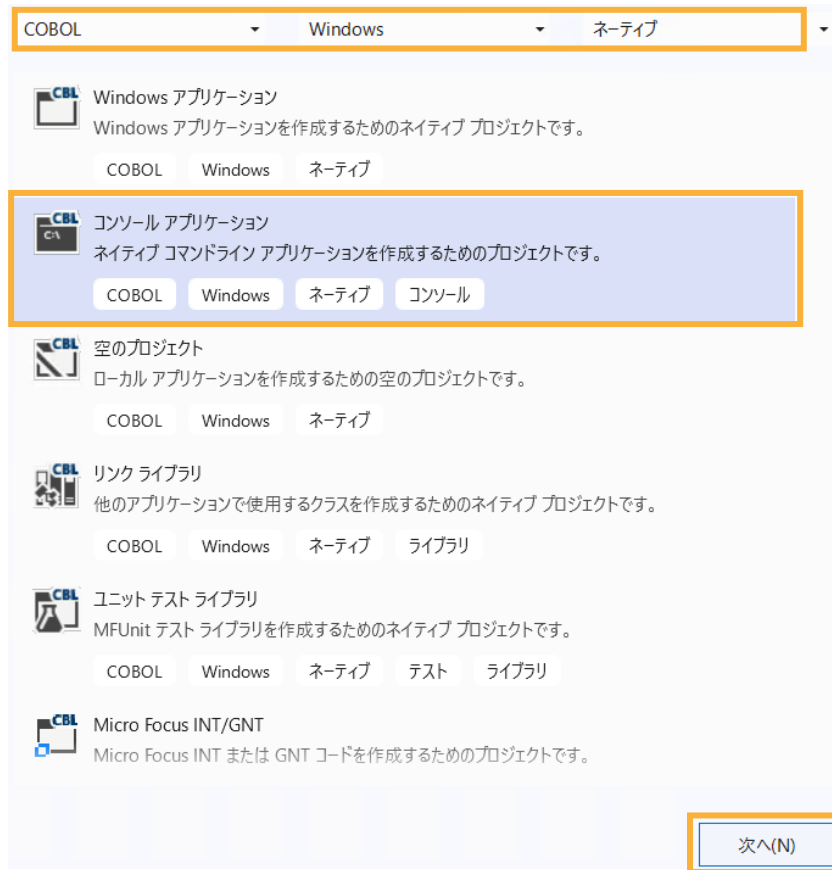 COBOL Windows ネーティブ
CBL
Windows アプリケーション
Windows アプリケーションを作成するためのネイティブ プロジェクトです。
COBOL Windows ネーティブ
CBL
C:\
コンソール アプリケーション
ネイティブ コマンドライン アプリケーションを作成するためのプロジェクトです。
COBOL Windows ネーティブ コンソール
CBL
空のプロジェクト
ローカル アプリケーションを作成するための空のプロジェクトです。
COBOL Windows ネーティブ
CBL
リンク ライブラリ
他のアプリケーションで使用するクラスを作成するためのネイティブ プロジェクトです。
COBOL Windows ネーティブ ライブラリ
CBL
ユニット テスト ライブラリ
MFUnit テスト ライブラリを作成するためのネイティブ プロジェクトです。
COBOL Windows ネーティブ テスト ライブラリ
CBL
Micro Focus INT/GNT
Micro Focus INT または GNT コードを作成するためのプロジェクトです。
次へ(N)